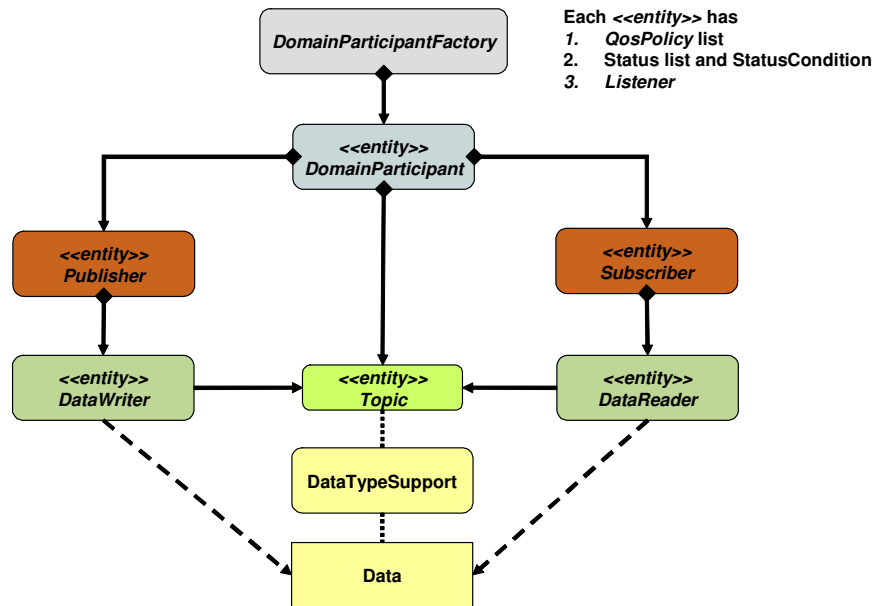 DomainParticipantFactory
Each <<entity>> has
1. QosPolicy list
2. Status list and StatusCondition
3. Listener
<<entity>>
DomainParticipant
<<entity>>
Publisher
<<entity>>
Subscriber
<<entity>>
DataWriter
<<entity>>
Topic
<<entity>>
DataReader
DataTypeSupport
Data